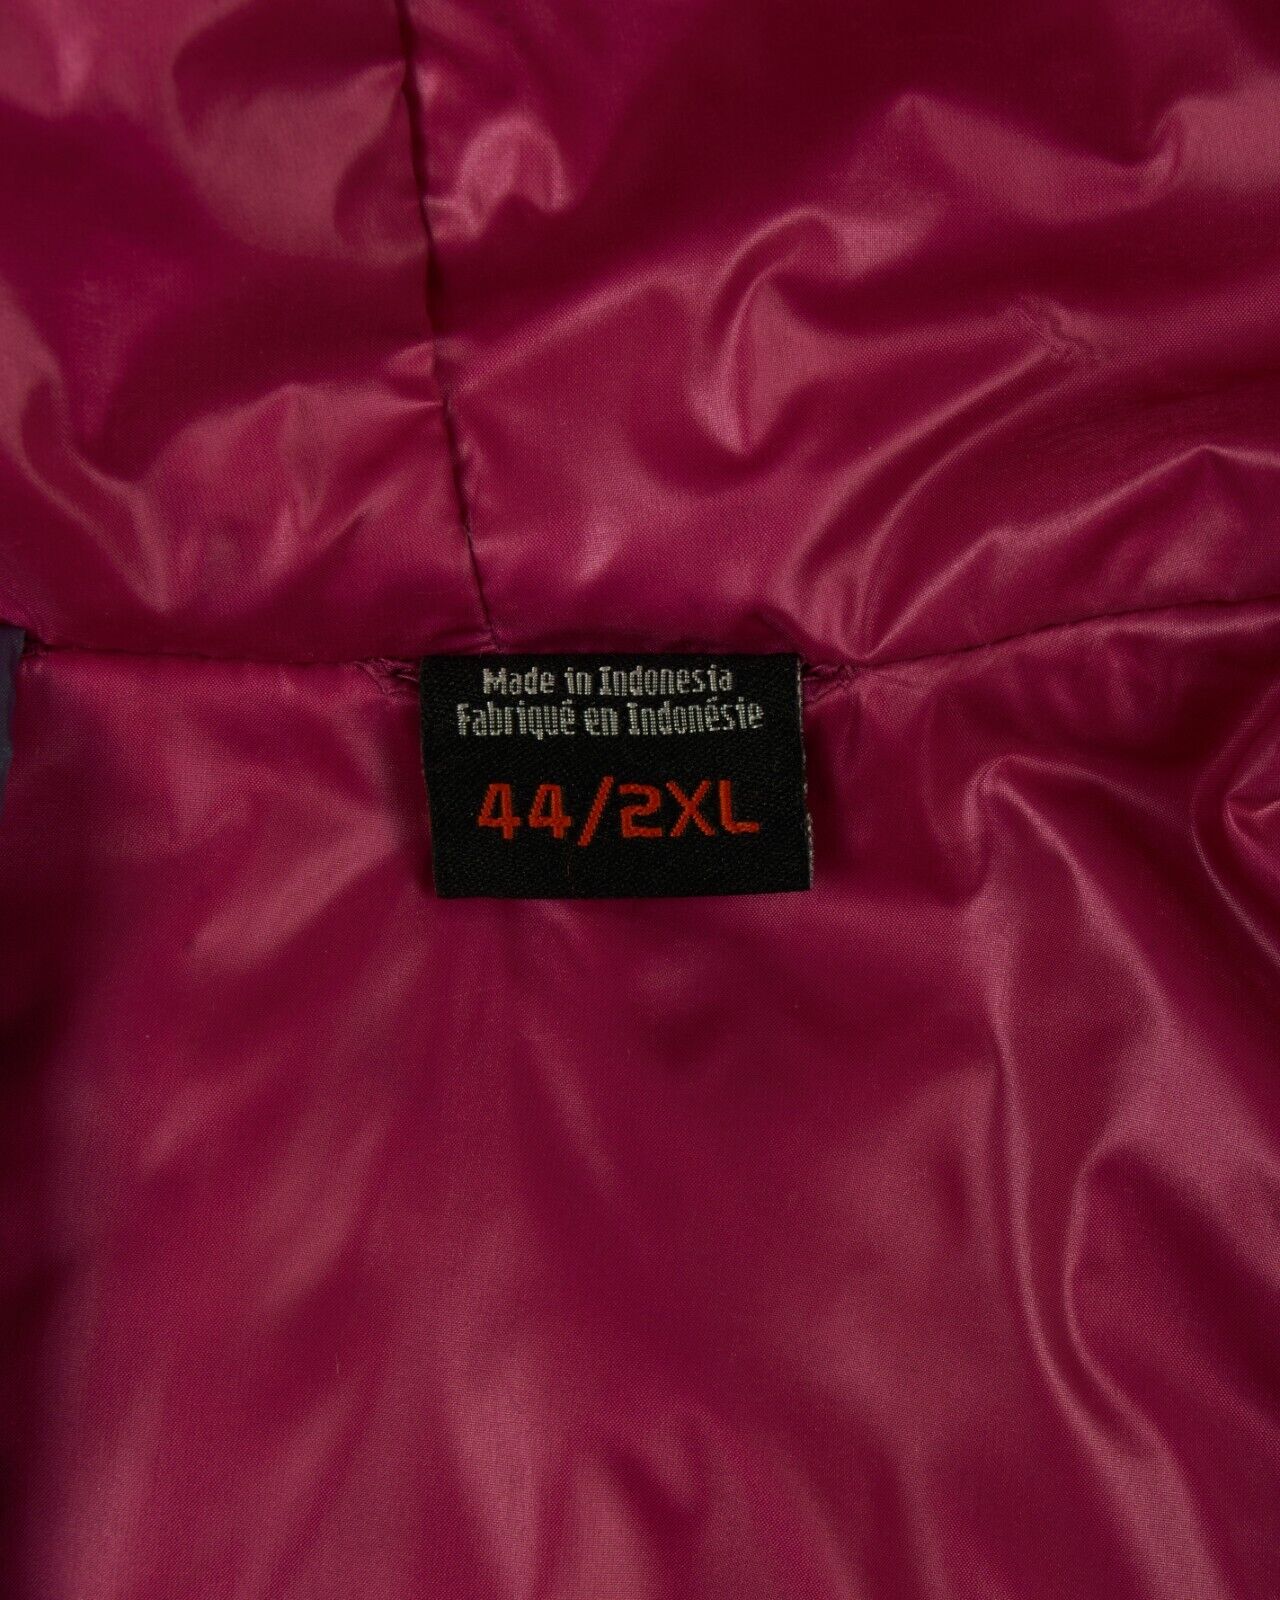 Made in Indonesia
Fabriqué en Indonésie
44/2XL